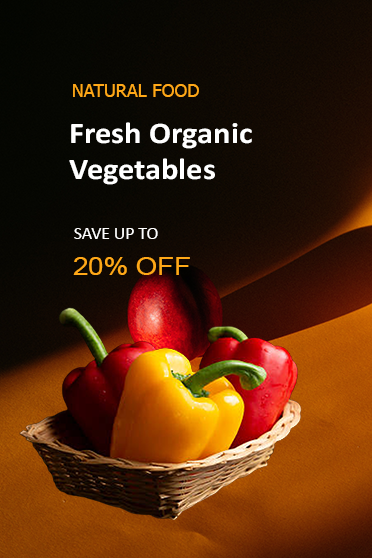 NATURAL FOOD
Fresh Organic
Vegetables
SAVE UP TO
20% OFF